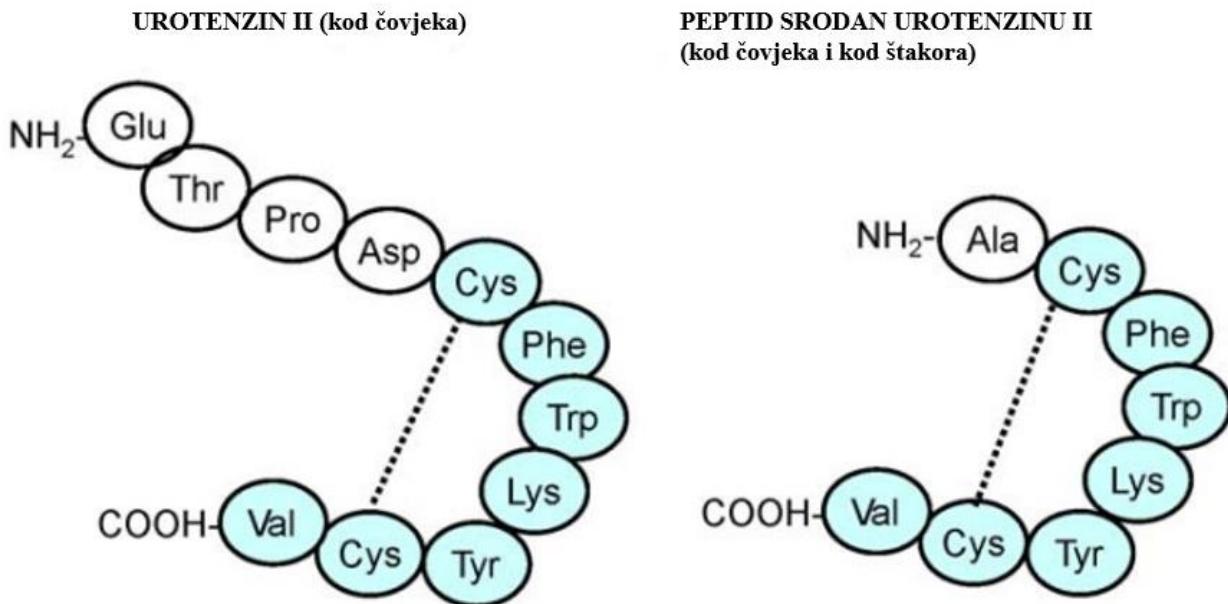 UROTENZIN II (kod čovjeka)
NH2-
Glu
Thr
Pro
Asp
Cys
Phe
Trp
Lys
Tyr
Cys
Val
COOH-
PEPTID SRODAN UROTENZINU II
(kod čovjeka i kod štakora)
NH2-
Ala
Cys
Phe
Trp
Lys
Tyr
Cys
Val
COOH-